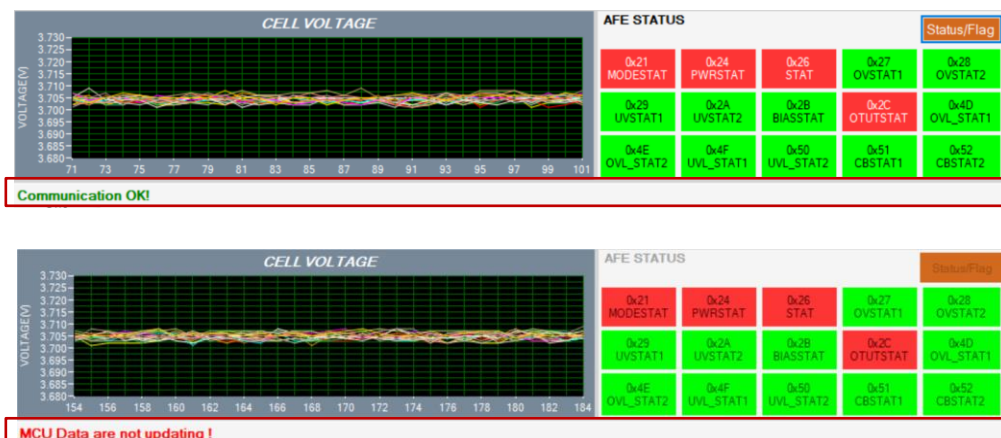 CELL VOLTAGE
VOLTAGE(V)
3.730
3.720
3.715
3.710
3.705
3.700
3.695
3.690
3.685
3.680
71 73 75 77 79 81 83 85 87 89 91 93 95 97 99 101
AFE STATUS
Status/Flag
0x21 0x24 0x26 0x27 0x28
MODESTAT PWRSTAT STAT OVSTAT1 OVSTAT2
0x29 0x2A 0x2B 0x2C 0x4D
UVSTAT1 UVSTAT2 BIASSTAT OTUTSTAT OVL_STAT1
0x4E 0x4F 0x50 0x51 0x52
OVL_STAT2 UVL_STAT1 UVL_STAT2 CBSTAT1 CBSTAT2
Communication OK!
CELL VOLTAGE
VOLTAGE(V)
3.730
3.720
3.715
3.710
3.705
3.700
3.695
3.690
3.685
3.680
154 156 158 160 162 164 166 168 170 172 174 176 178 180 182 184
AFE STATUS
Status/Flag
0x21 0x24 0x26 0x27 0x28
MODESTAT PWRSTAT STAT OVSTAT1 OVSTAT2
0x29 0x2A 0x2B 0x2C 0x4D
UVSTAT1 UVSTAT2 BIASSTAT OTUTSTAT OVL_STAT1
0x4E 0x4F 0x50 0x51 0x52
OVL_STAT2 UVL_STAT1 UVL_STAT2 CBSTAT1 CBSTAT2
MCU Data are not updating !